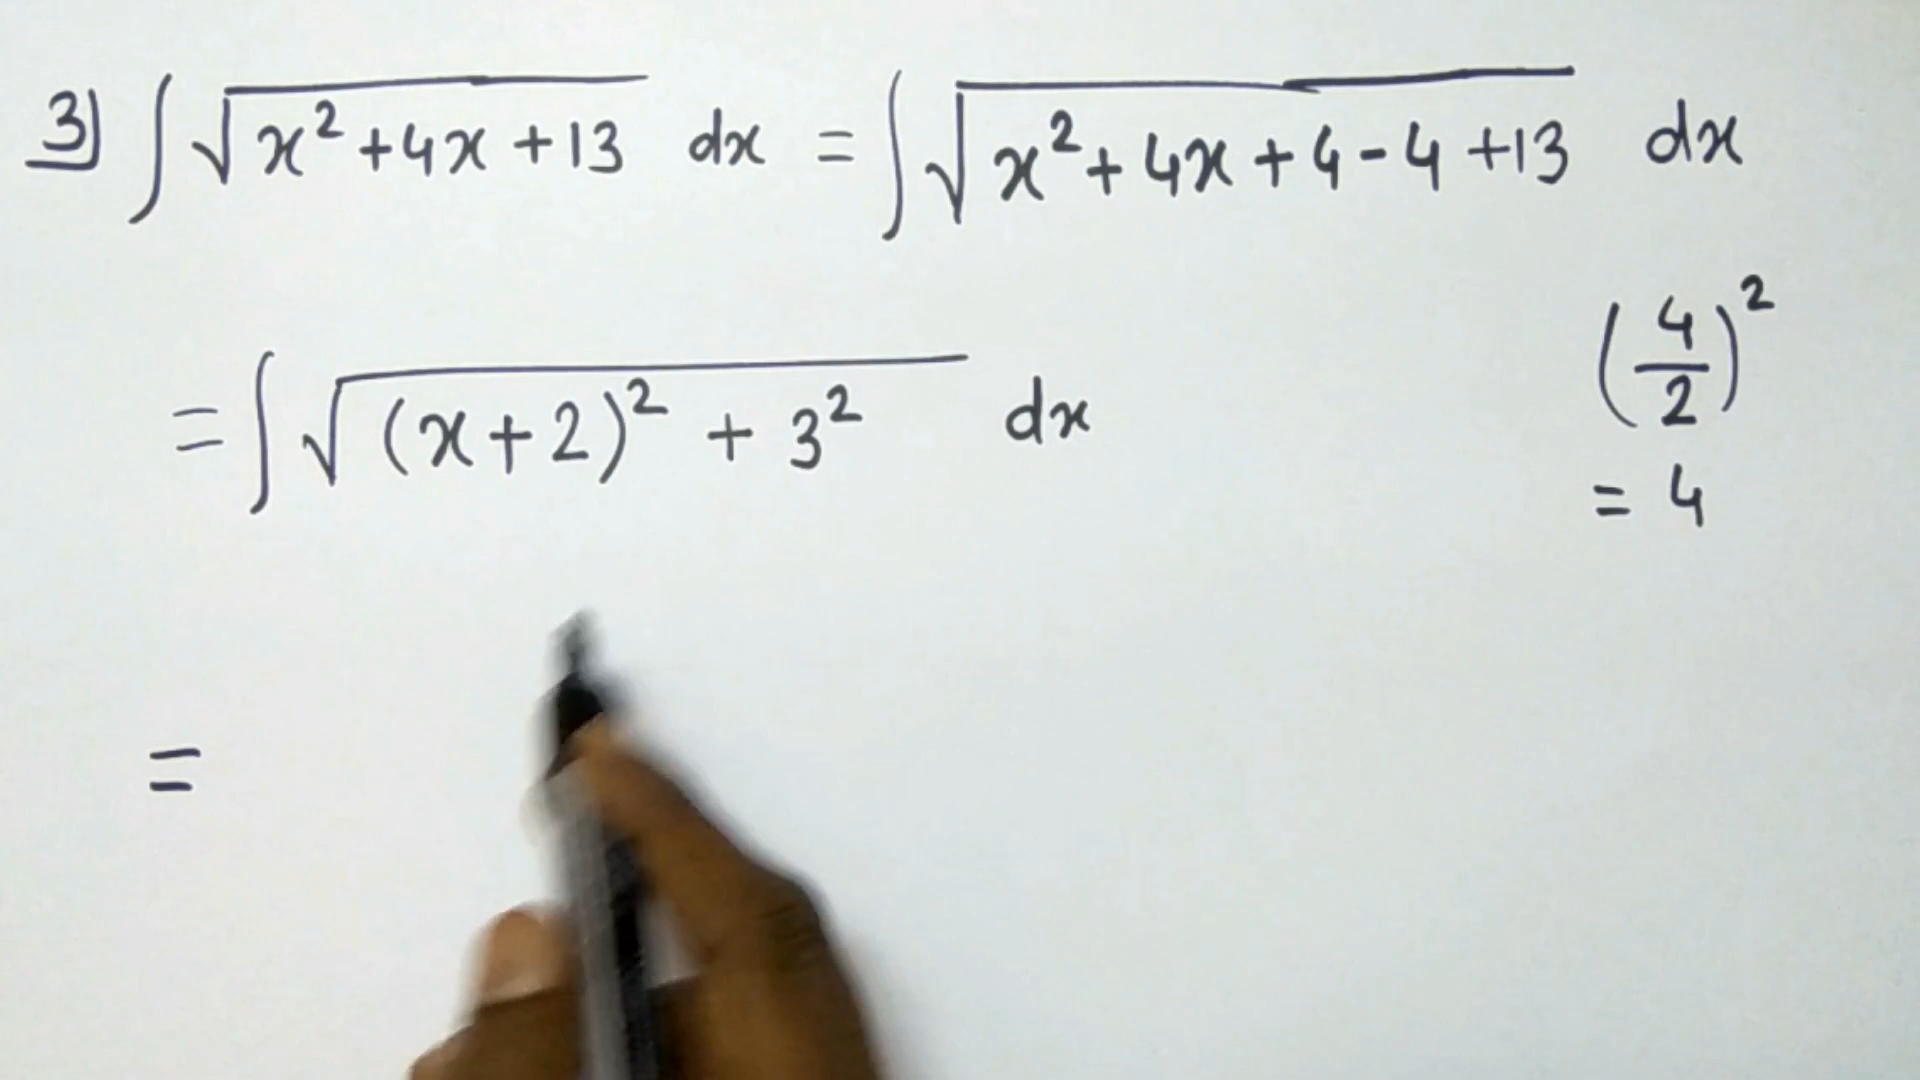 3) ∫ √(x² + 4x + 13) dx = ∫ √(x² + 4x + 4 - 4 + 13) dx
= ∫ √((x + 2)² + 3²) dx
(4/2)²
= 4
=